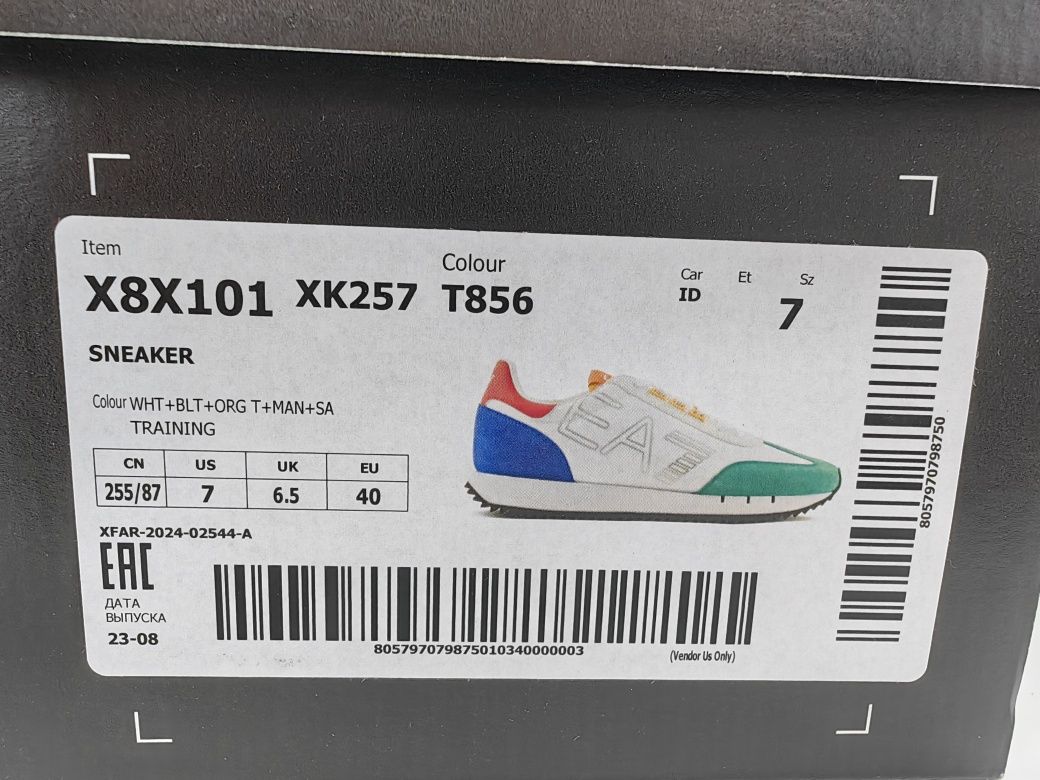 Item
X8X101 XK257
Colour
T856
Car
ID
Et
Sz
7
SNEAKER
Colour WHT+BLT+ORG T+MAN+SA
TRAINING
CN US UK EU
255/87 7 6.5 40
XFAR-2024-02544-A
EAC
ДАТА
ВЫПУСКА
23-08
805797079875010340000003
(Vendor Us Only)
8057970798750
EA